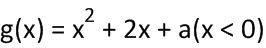 g(x) = x² + 2x + a(x < 0)